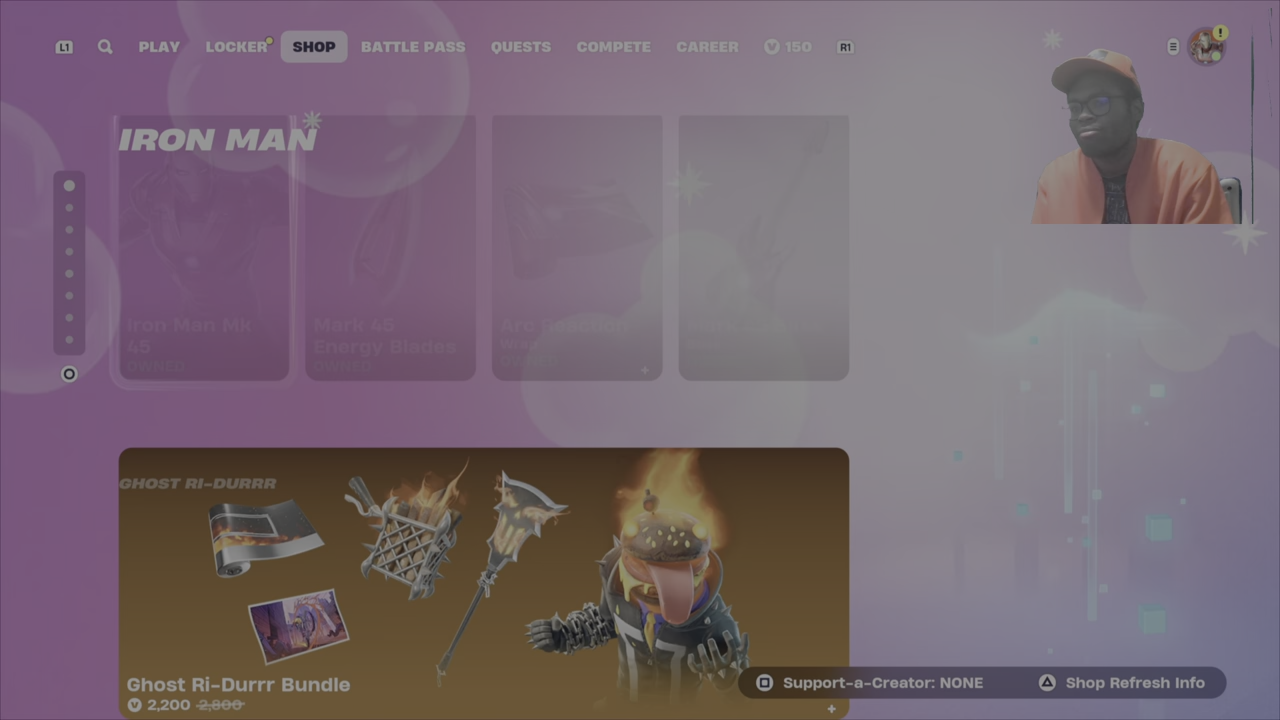 L1 PLAY LOCKER SHOP BATTLE PASS QUESTS COMPETE CAREER 150 R1
IRON MAN
Iron Man Mk
45
OWNED
Mark 45
Energy Blades
OWNED
GHOST RI-DURRR
Ghost Ri-Durrr Bundle
2,200 2,800
Support-a-Creator: NONE
Shop Refresh Info